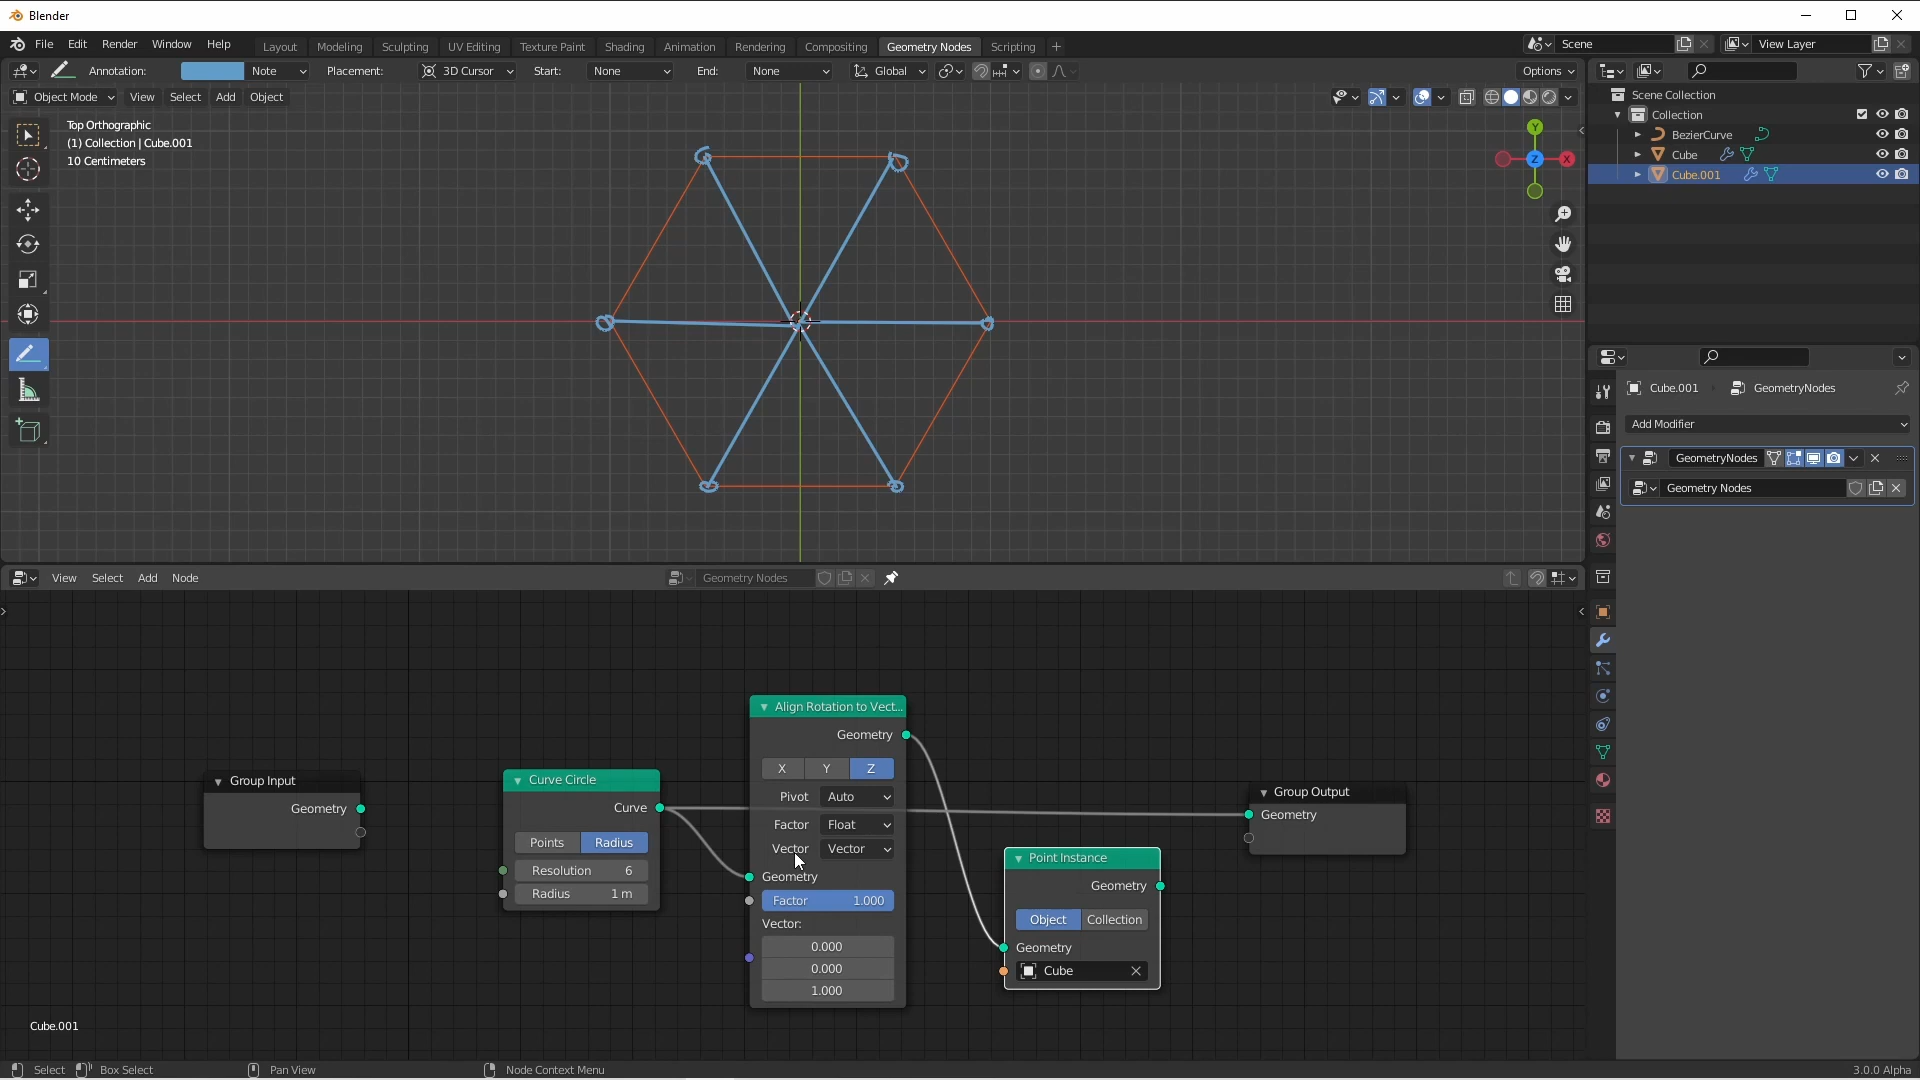 Blender
File Edit Render Window Help Layout Modeling Sculpting UV Editing Texture Paint Shading Animation Rendering Compositing Geometry Nodes Scripting + Scene View Layer
Annotation: Note Placement: 3D Cursor Start: None End: None Global Options
Object Mode View Select Add Object
Top Orthographic
(1) Collection | Cube.001
10 Centimeters
Y
Z X
Scene Collection
Collection
BezierCurve
Cube
Cube.001
Cube.001 GeometryNodes
Add Modifier
GeometryNodes
Geometry Nodes
View Select Add Node Geometry Nodes
Group Input
Geometry
Curve Circle
Curve
Points Radius
Resolution 6
Radius 1 m
Align Rotation to Vect...
Geometry
X Y Z
Pivot Auto
Factor Float
Vector Vector
Geometry
Factor 1.000
Vector:
0.000
0.000
1.000
Point Instance
Geometry
Object Collection
Geometry
Cube
Group Output
Geometry
Cube.001
Select Box Select Pan View Node Context Menu 3.0.0 Alpha